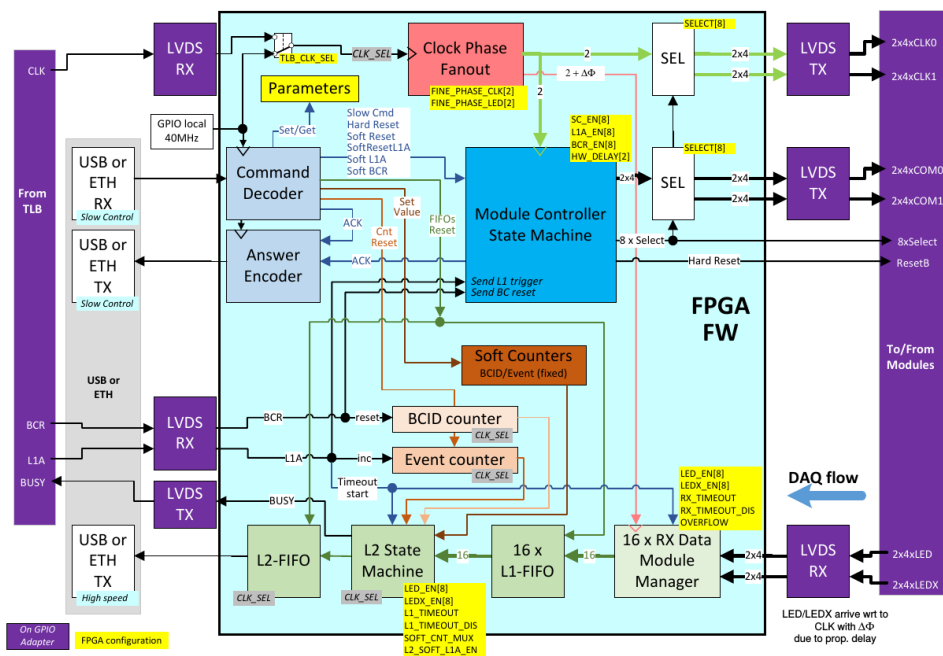 LVDS
RX
CLK
TLB_CLK_SEL
CLK_SEL
Clock Phase
Fanout
FINE_PHASE_CLK[2]
FINE_PHASE_LED[2]
2
2
2 + ΔΦ
SELECT[8]
SEL
2x4
2x4
LVDS
TX
2x4xCLK0
2x4xCLK1
Parameters
GPIO local
40MHz
Set/Get
Slow Cmd
Hard Reset
Soft Reset
SoftResetL1A
Soft L1A
Soft BCR
SC_EN[8]
L1A_EN[8]
BCR_EN[8]
HW_DELAY[2]
SELECT[8]
From
TLB
USB or
ETH
RX
Slow Control
Command
Decoder
Set
Value
FIFOs
Reset
Cnt
Reset
ACK
ACK
Module Controller
State Machine
2x4
SEL
2x4
2x4
LVDS
TX
2x4xCOM0
2x4xCOM1
USB or
ETH
TX
Slow Control
Answer
Encoder
8 x Select
8xSelect
Hard Reset
ResetB
Send L1 trigger
Send BC reset
FPGA
FW
To/From
Modules
USB or
ETH
Soft Counters
BCID/Event (fixed)
BCR
LVDS
RX
BCR
reset
BCID counter
CLK_SEL
L1A
L1A
inc
Event counter
CLK_SEL
BUSY
LVDS
TX
BUSY
Timeout
start
LED_EN[8]
LEDX_EN[8]
RX_TIMEOUT
RX_TIMEOUT_DIS
OVERFLOW
DAQ flow
USB or
ETH
TX
High speed
L2-FIFO
CLK_SEL
L2 State
Machine
CLK_SEL
16
16 x
L1-FIFO
16
16 x RX Data
Module
Manager
2x4
2x4
LVDS
RX
2x4xLED
2x4xLEDX
LED_EN[8]
LEDX_EN[8]
L1_TIMEOUT
L1_TIMEOUT_DIS
SOFT_CNT_MUX
L2_SOFT_L1A_EN
LED/LEDX arrive wrt to
CLK with ΔΦ
due to prop. delay
On GPIO
Adapter
FPGA configuration